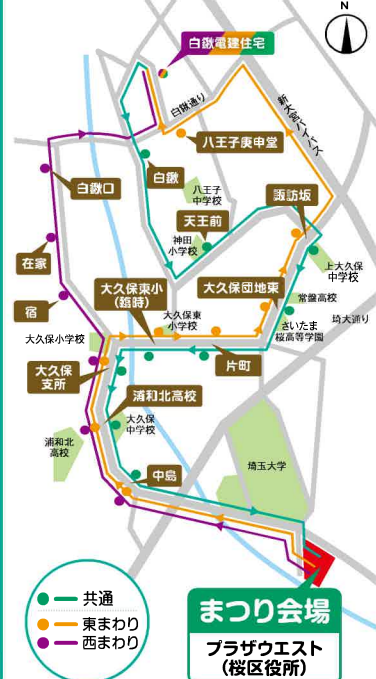 N
白鍬電建住宅
白鍬通り
新大宮バイパス
八王子庚申堂
白鍬口
白鍬
八王子
中学校
諏訪坂
天王前
神田
小学校
在家
上大久保
中学校
大久保東小
(臨時)
大久保団地東
宿
大久保東
小学校
常盤高校
埼大通り
さいたま
桜高等学園
大久保小学校
大久保
支所
片町
浦和北高校
大久保
中学校
浦和北
高校
中島
埼玉大学
共通
東まわり
西まわり
まつり会場
プラザウエスト
(桜区役所)